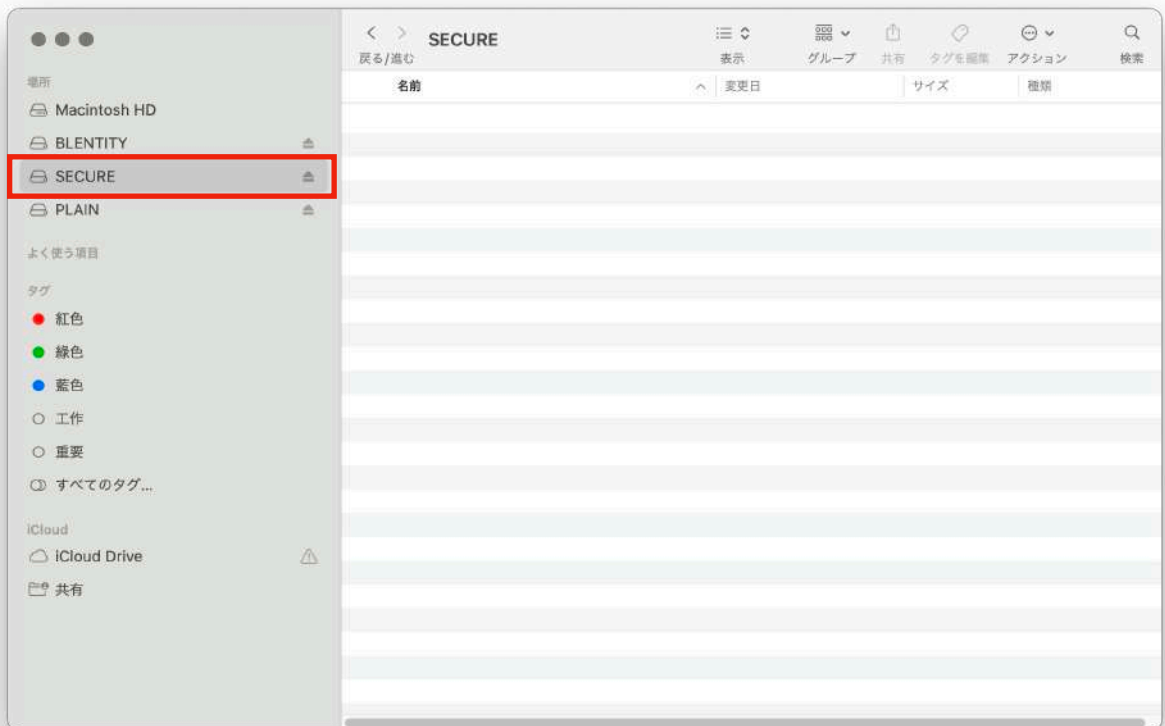 SECURE
戻る/進む
表示
グループ
共有
タグを編集
アクション
検索
名前
変更日
サイズ
種類
場所
Macintosh HD
BLENTITY
SECURE
PLAIN
よく使う項目
タグ
紅色
綠色
藍色
工作
重要
すべてのタグ...
iCloud
iCloud Drive
共有